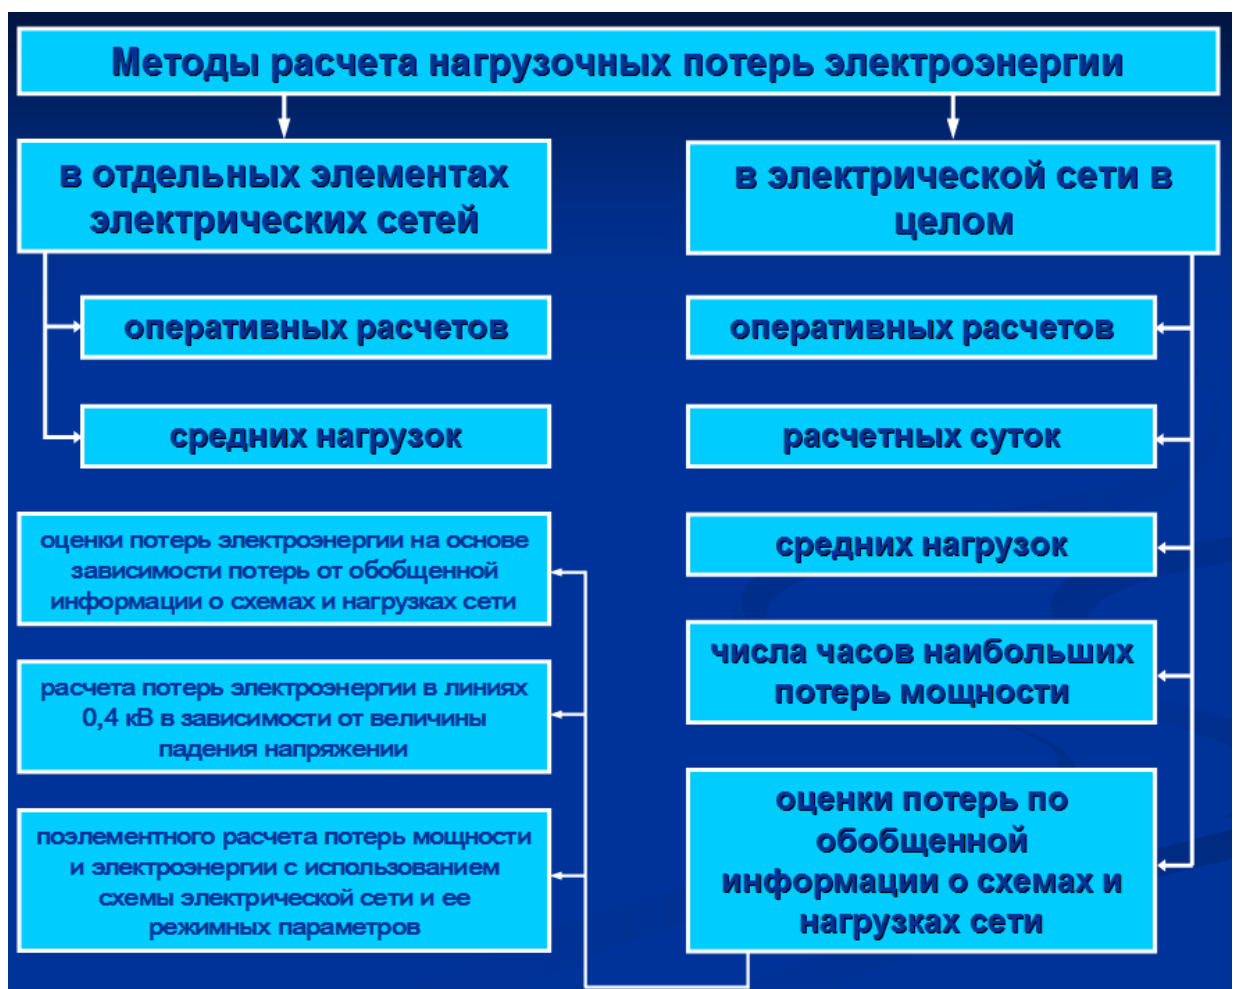 Методы расчета нагрузочных потерь электроэнергии
в отдельных элементах
электрических сетей
оперативных расчетов
средних нагрузок
в электрической сети в
целом
оперативных расчетов
расчетных суток
средних нагрузок
числа часов наибольших
потерь мощности
оценки потерь по
обобщенной
информации о схемах и
нагрузках сети
оценки потерь электроэнергии на основе
зависимости потерь от обобщенной
информации о схемах и нагрузках сети
расчета потерь электроэнергии в линиях
0,4 кВ в зависимости от величины
падения напряжении
поэлементного расчета потерь мощности
и электроэнергии с использованием
схемы электрической сети и ее
режимных параметров